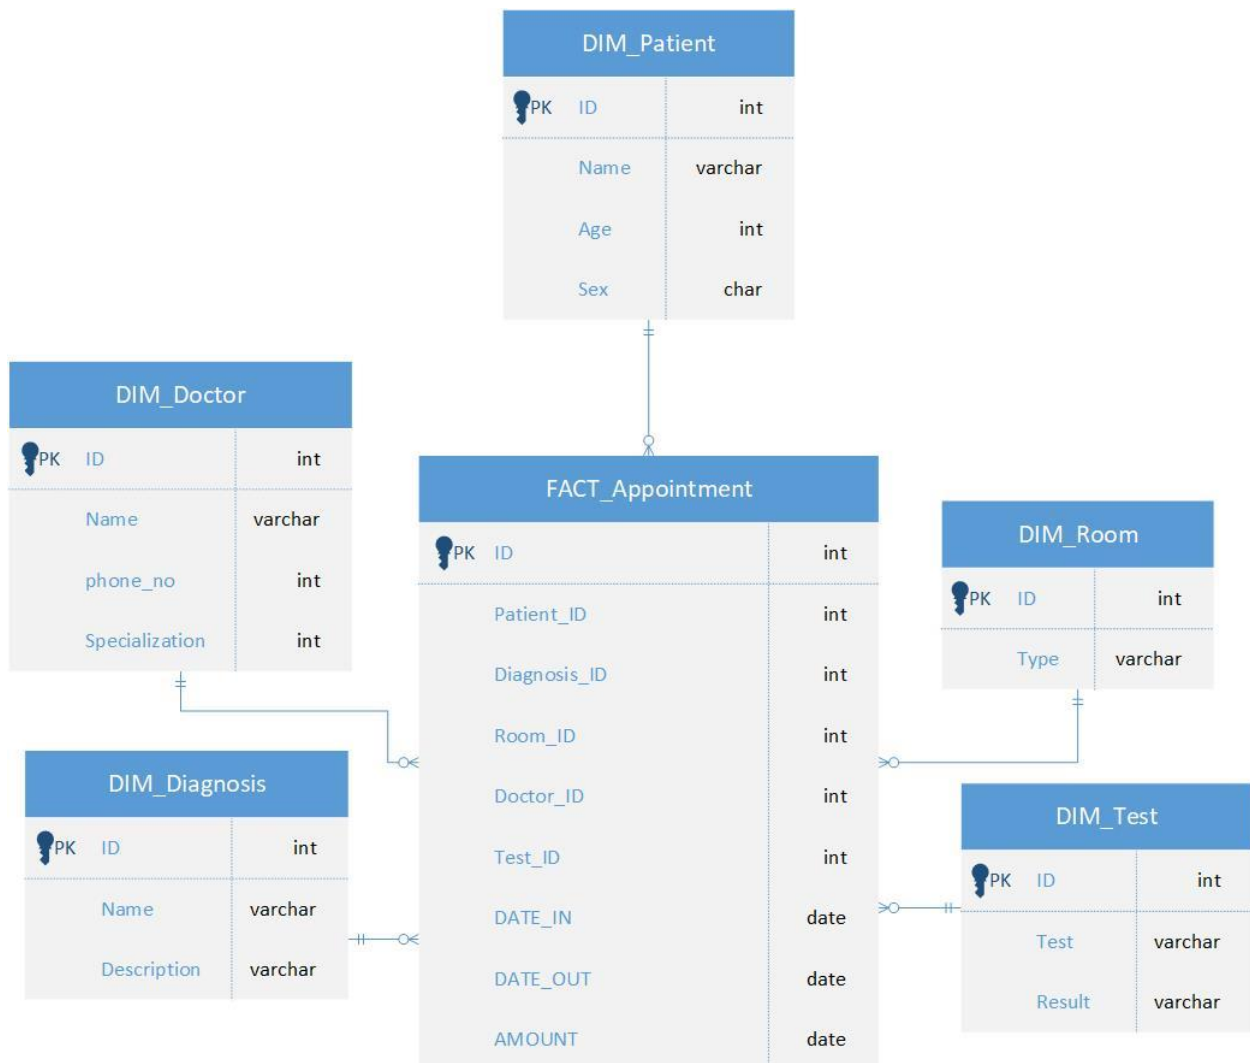 DIM_Patient
PK ID int
Name varchar
Age int
Sex char
DIM_Doctor
PK ID int
Name varchar
phone_no int
Specialization int
FACT_Appointment
PK ID int
Patient_ID int
Diagnosis_ID int
Room_ID int
Doctor_ID int
Test_ID int
DATE_IN date
DATE_OUT date
AMOUNT date
DIM_Room
PK ID int
Type varchar
DIM_Diagnosis
PK ID int
Name varchar
Description varchar
DIM_Test
PK ID int
Test varchar
Result varchar